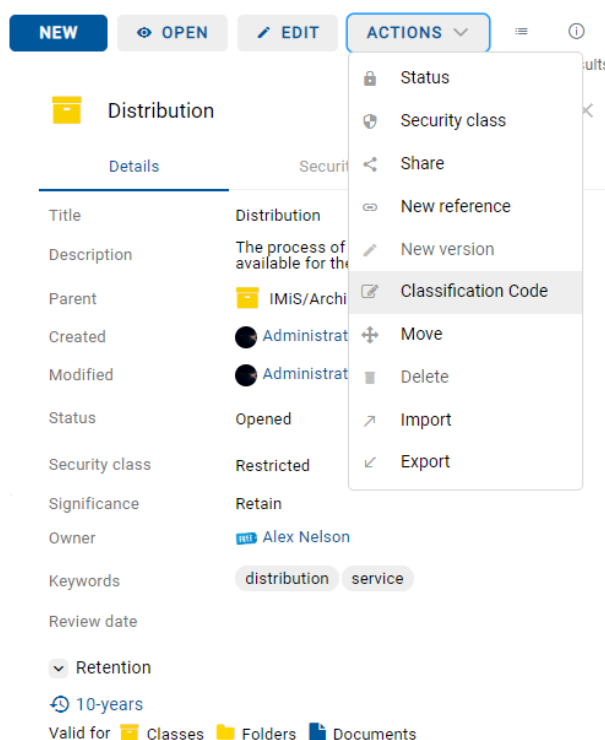 NEW OPEN EDIT ACTIONS
ults
Distribution
Details Securit
Title Distribution
Description The process of
available for the
Parent IMiS/Archi
Created Administrat
Modified Administrat
Status Opened
Security class Restricted
Significance Retain
Owner Alex Nelson
Keywords distribution service
Review date
Retention
10-years
Valid for Classes Folders Documents
Status
Security class
Share
New reference
New version
Classification Code
Move
Delete
Import
Export